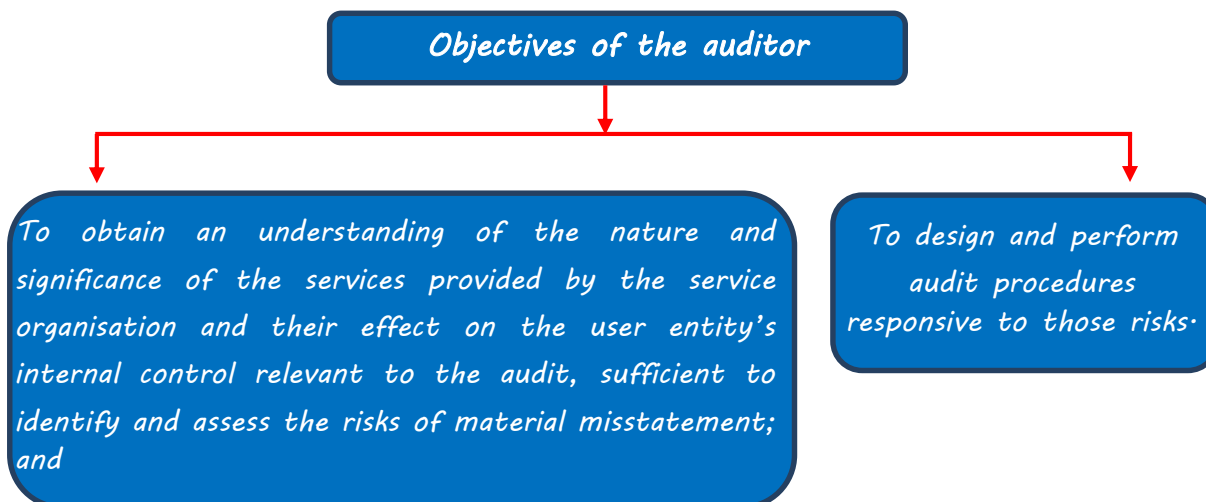 Objectives of the auditor
To obtain an understanding of the nature and
significance of the services provided by the service
organisation and their effect on the user entity's
internal control relevant to the audit, sufficient to
identify and assess the risks of material misstatement;
and
To design and perform
audit procedures
responsive to those risks.